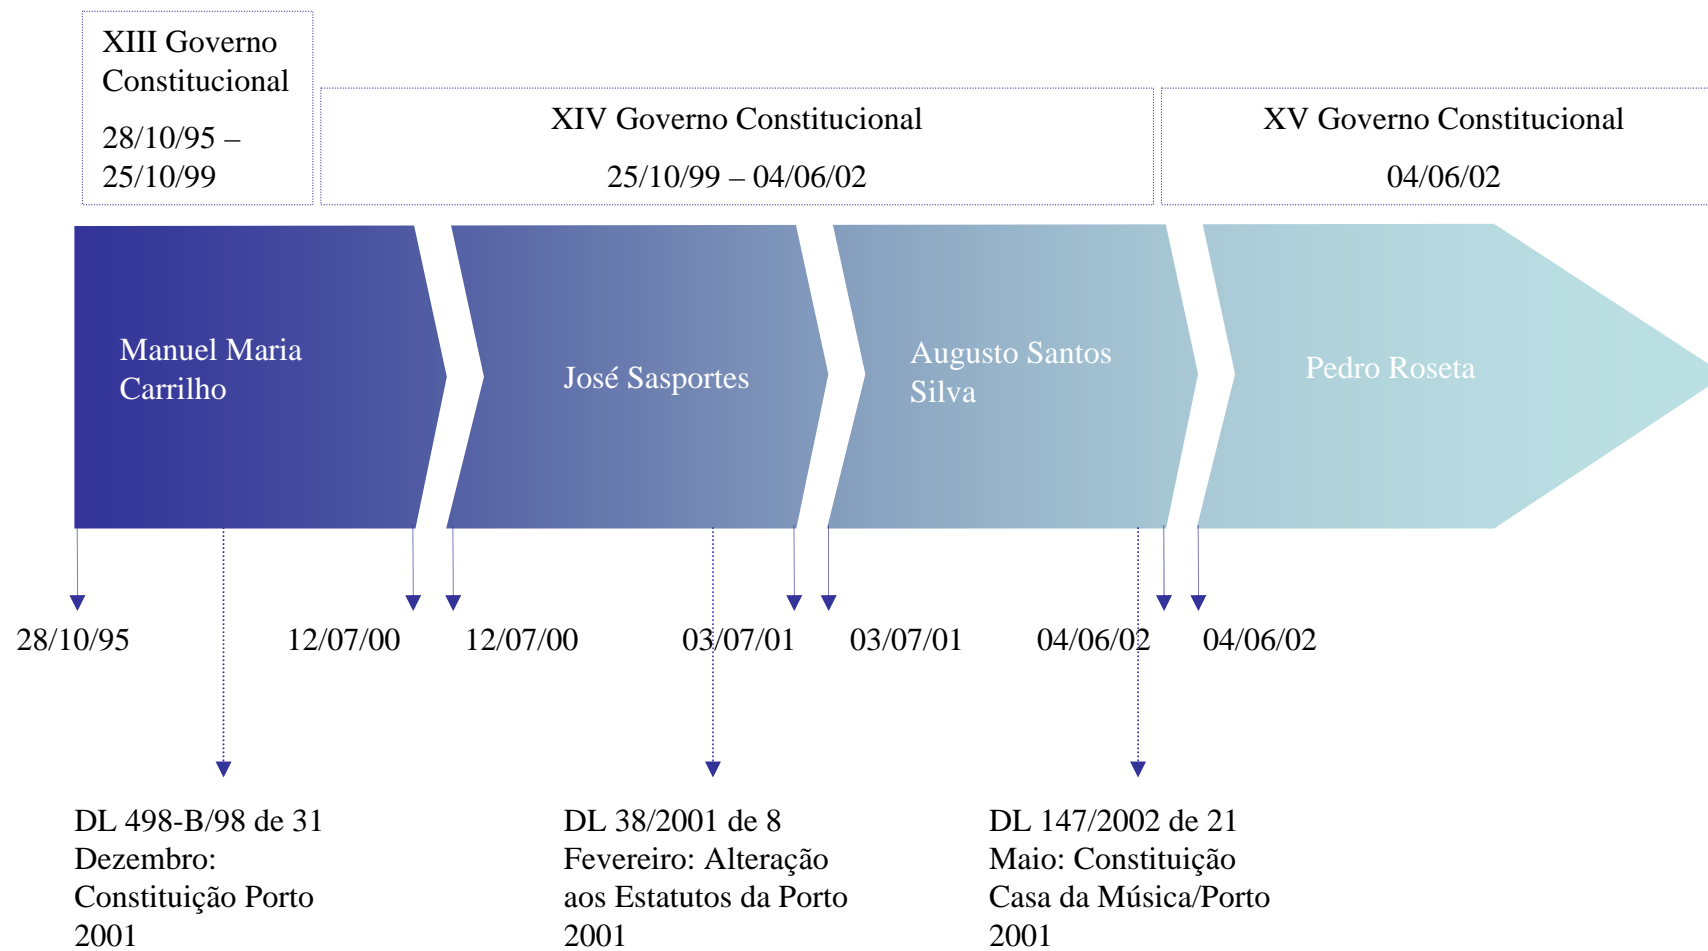 XIII Governo
Constitucional
28/10/95 –
25/10/99
XIV Governo Constitucional
25/10/99 – 04/06/02
XV Governo Constitucional
04/06/02
Manuel Maria
Carrilho
José Sasportes
Augusto Santos
Silva
Pedro Roseta
28/10/95
12/07/00
12/07/00
03/07/01
03/07/01
04/06/02
04/06/02
DL 498-B/98 de 31
Dezembro:
Constituição Porto
2001
DL 38/2001 de 8
Fevereiro: Alteração
aos Estatutos da Porto
2001
DL 147/2002 de 21
Maio: Constituição
Casa da Música/Porto
2001